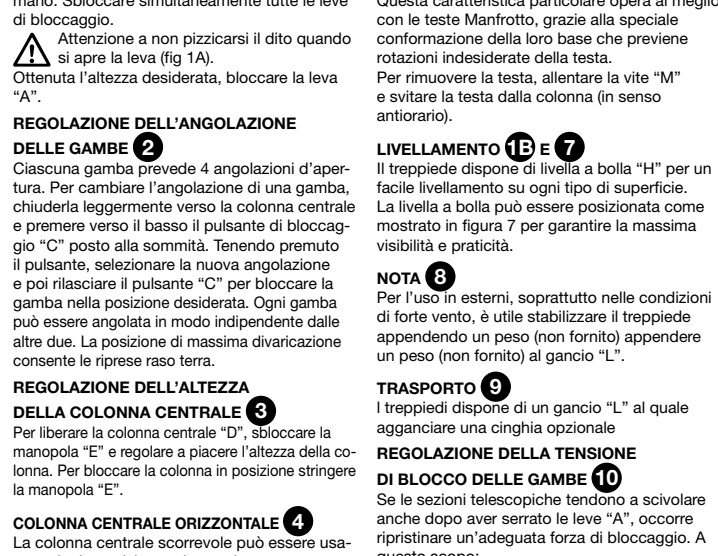 mano. Sbloccare simultaneamente tutte le leve
di bloccaggio.
Attenzione a non pizzicarsi il dito quando
si apre la leva (fig 1A).
Ottenuta l'altezza desiderata, bloccare la leva
“A”.
REGOLAZIONE DELL'ANGOLAZIONE
DELLE GAMBE 2
Ciascuna gamba prevede 4 angolazioni d'aper-
tura. Per cambiare l'angolazione di una gamba,
chiuderla leggermente verso la colonna centrale
e premere verso il basso il pulsante di bloccag-
gio “C” posto alla sommità. Tenendo premuto
il pulsante, selezionare la nuova angolazione
e poi rilasciare il pulsante “C” per bloccare la
gamba nella posizione desiderata. Ogni gamba
può essere angolata in modo indipendente dalle
altre due. La posizione di massima divaricazione
consente le riprese raso terra.
REGOLAZIONE DELL'ALTEZZA
DELLA COLONNA CENTRALE 3
Per liberare la colonna centrale “D”, sbloccare la
manopola “E” e regolare a piacere l'altezza della co-
lonna. Per bloccare la colonna in posizione stringere
la manopola “E”.
COLONNA CENTRALE ORIZZONTALE 4
La colonna centrale scorrevole può essere usa-
Questa caratteristica particolare opera al meglio
con le teste Manfrotto, grazie alla speciale
conformazione della loro base che previene
rotazioni indesiderate della testa.
Per rimuovere la testa, allentare la vite “M”
e svitare la testa dalla colonna (in senso
antiorario).
LIVELLAMENTO 1B E 7
Il treppiede dispone di livella a bolla “H” per un
facile livellamento su ogni tipo di superficie.
La livella a bolla può essere posizionata come
mostrato in figura 7 per garantire la massima
visibilità e praticità.
NOTA 8
Per l'uso in esterni, soprattutto nelle condizioni
di forte vento, è utile stabilizzare il treppiede
appendendo un peso (non fornito) appendere
un peso (non fornito) al gancio “L”.
TRASPORTO 9
I treppiedi dispone di un gancio “L” al quale
agganciare una cinghia opzionale
REGOLAZIONE DELLA TENSIONE
DI BLOCCO DELLE GAMBE 10
Se le sezioni telescopiche tendono a scivolare
anche dopo aver serrato le leve “A”, occorre
ripristinare un'adeguata forza di bloccaggio. A
questo scopo: